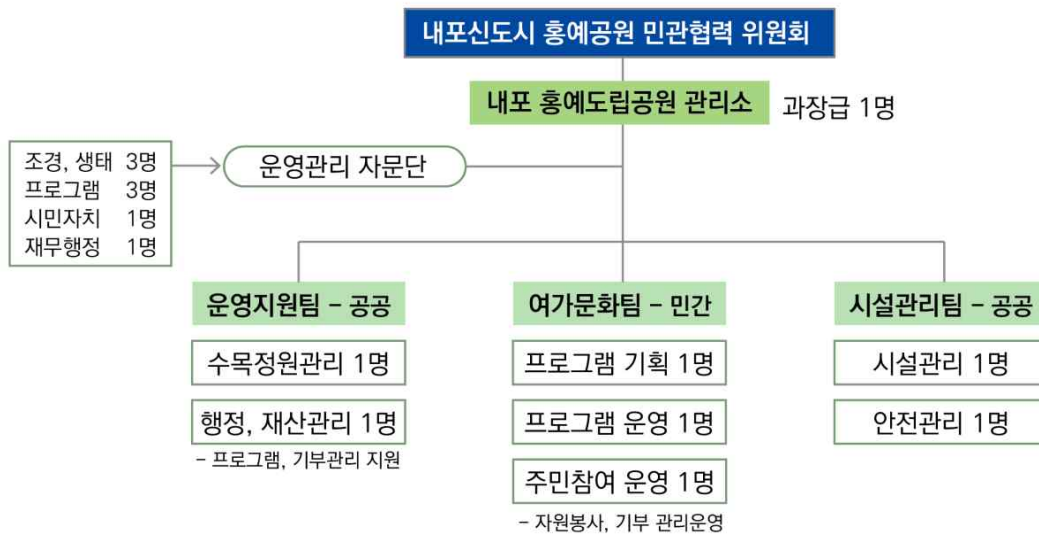 내포신도시 홍예공원 민관협력 위원회
내포 홍예도립공원 관리소
과장급 1명
조경, 생태 3명
프로그램 3명
시민자치 1명
재무행정 1명
운영관리 자문단
운영지원팀 – 공공
수목정원관리 1명
행정, 재산관리 1명
– 프로그램, 기부관리 지원
여가문화팀 – 민간
프로그램 기획 1명
프로그램 운영 1명
주민참여 운영 1명
– 자원봉사, 기부 관리운영
시설관리팀 – 공공
시설관리 1명
안전관리 1명